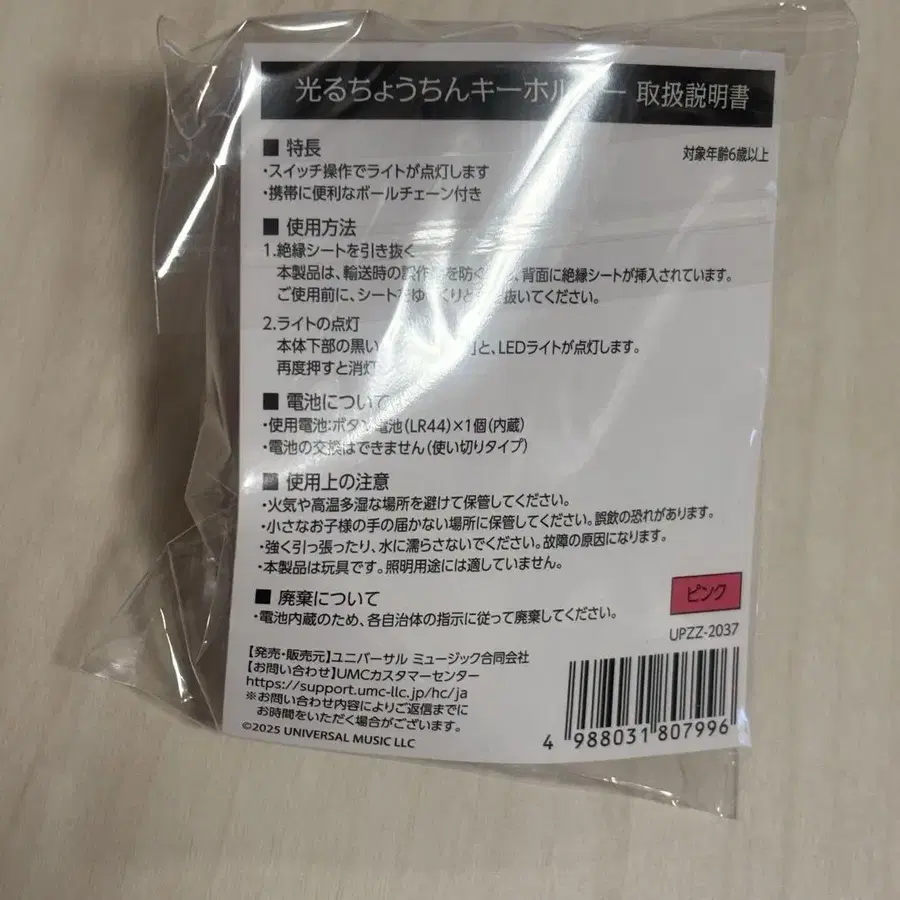 光るちょうちんキーホル ー 取扱説明書
対象年齢6歳以上
■ 特長
・スイッチ操作でライトが点灯します
・携帯に便利なボールチェーン付き
■ 使用方法
1.絶縁シートを引き抜く
本製品は、輸送時の誤作 を防ぐ 、背面に絶縁シートが挿入されています。
ご使用前に、シートをゆっくりと き抜いてください。
2.ライトの点灯
本体下部の黒い と、LEDライトが点灯します。
再度押すと消灯
■ 電池について
・使用電池:ボタン電池(LR44)×1個(内蔵)
・電池の交換はできません(使い切りタイプ)
■ 使用上の注意
・火気や高温多湿な場所を避けて保管してください。
・小さなお子様の手の届かない場所に保管してください。誤飲の恐れがあります。
・強く引っ張ったり、水に濡らさないでください。故障の原因になります。
・本製品は玩具です。照明用途には適していません。
■ 廃棄について
・電池内蔵のため、各自治体の指示に従って廃棄してください。
ピンク
UPZZ-2037
【発売・販売元】ユニバーサル ミュージック合同会社
【お問い合わせ】UMCカスタマーセンター
https://support.umc-llc.jp/hc/ja
※お問い合わせ内容によりご返信までに
お時間をいただく場合がございます。
©2025 UNIVERSAL MUSIC LLC
4 988031 807996